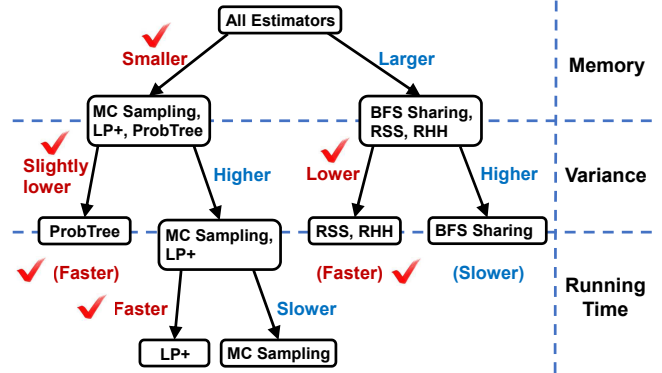 All Estimators
Smaller
Larger
Memory
MC Sampling,
LP+, ProbTree
BFS Sharing,
RSS, RHH
Slightly
lower
Higher
Lower
Higher
Variance
ProbTree
MC Sampling,
LP+
RSS, RHH
BFS Sharing
(Faster)
(Faster)
(Slower)
Running
Time
Faster
Slower
LP+
MC Sampling